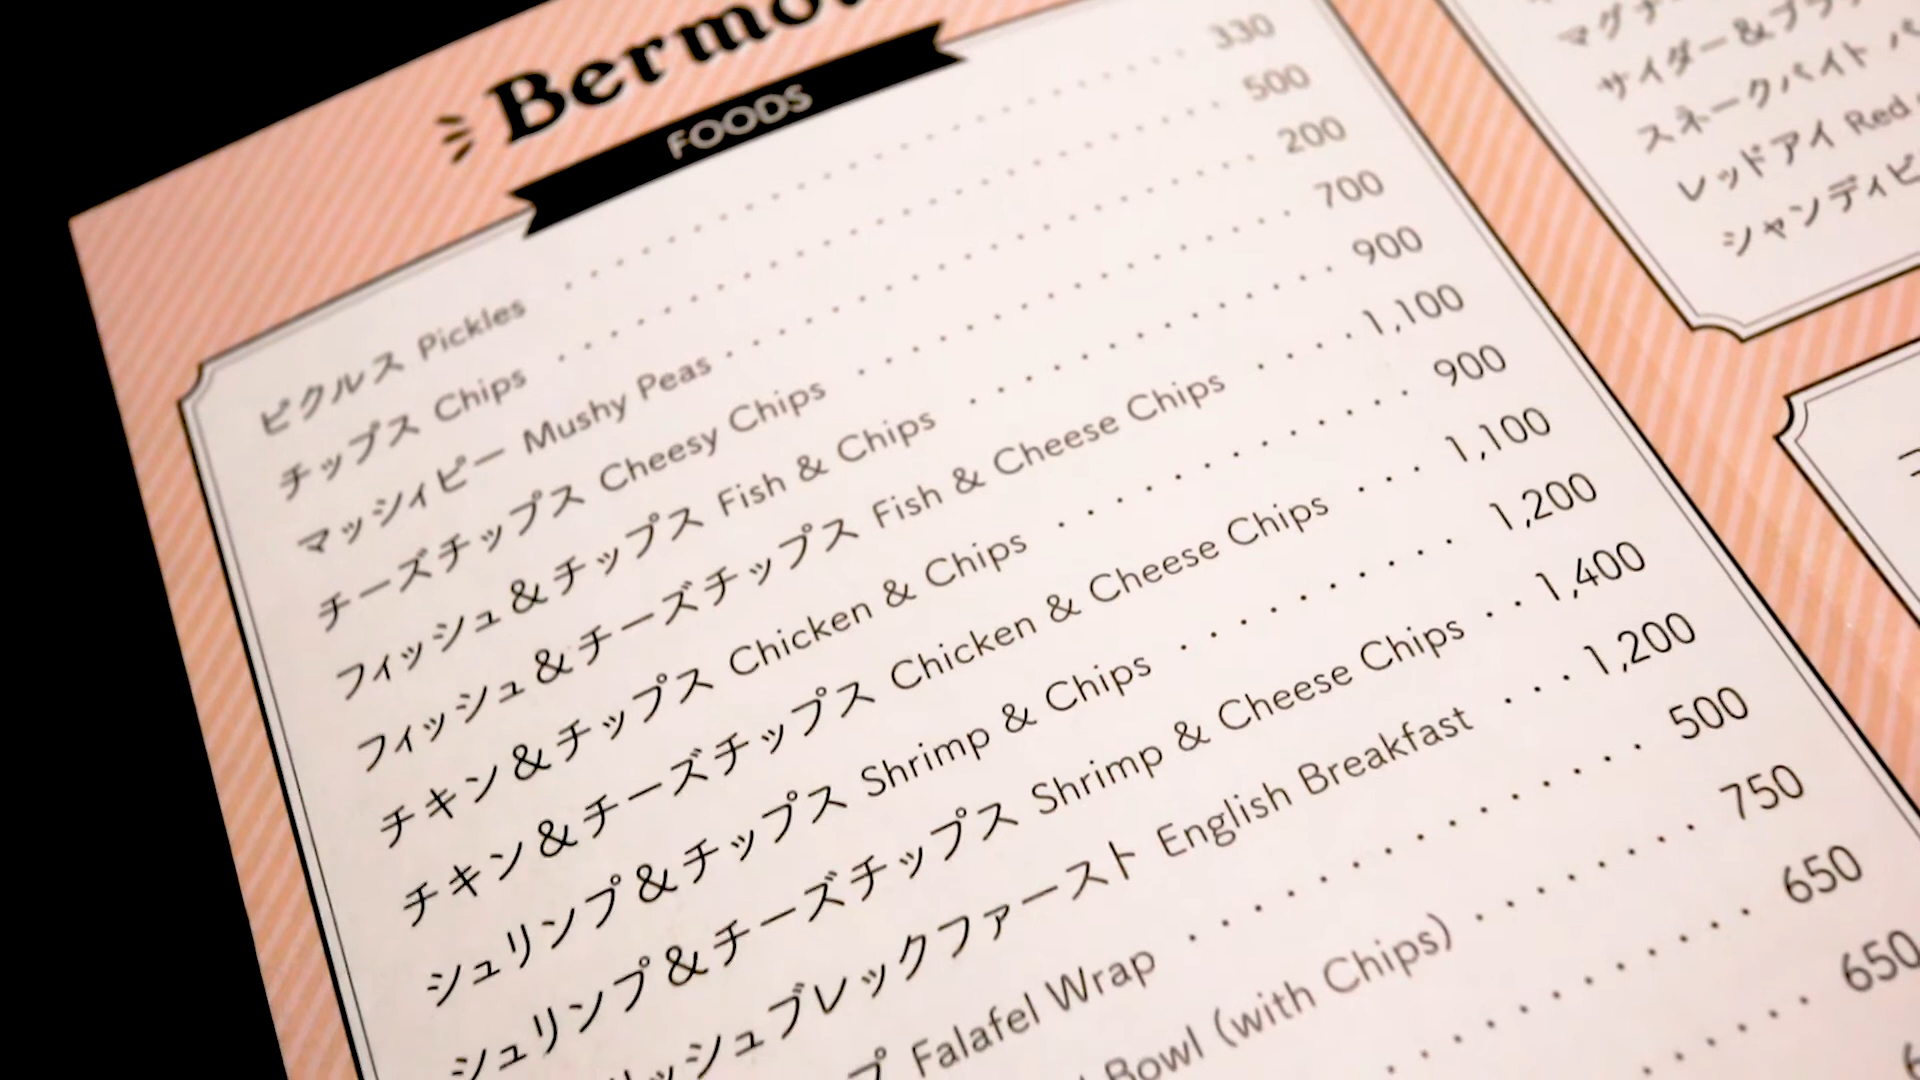 FOODS
ピクルス Pickles 330
チップス Chips 500
マッシィピー Mushy Peas 200
チーズチップス Cheesy Chips 700
フィッシュ&チップス Fish & Chips 900
フィッシュ&チーズチップス Fish & Cheese Chips 1,100
チキン&チップス Chicken & Chips 900
チキン&チーズチップス Chicken & Cheese Chips 1,100
シュリンプ&チップス Shrimp & Chips 1,200
シュリンプ&チーズチップス Shrimp & Cheese Chips 1,400
ッシュブレックファースト English Breakfast 1,200
プ Falafel Wrap 500
Bowl (with Chips) 750
650
650
サイダー&ブラ
スネークバイト
レッドアイ Red
シャンディ